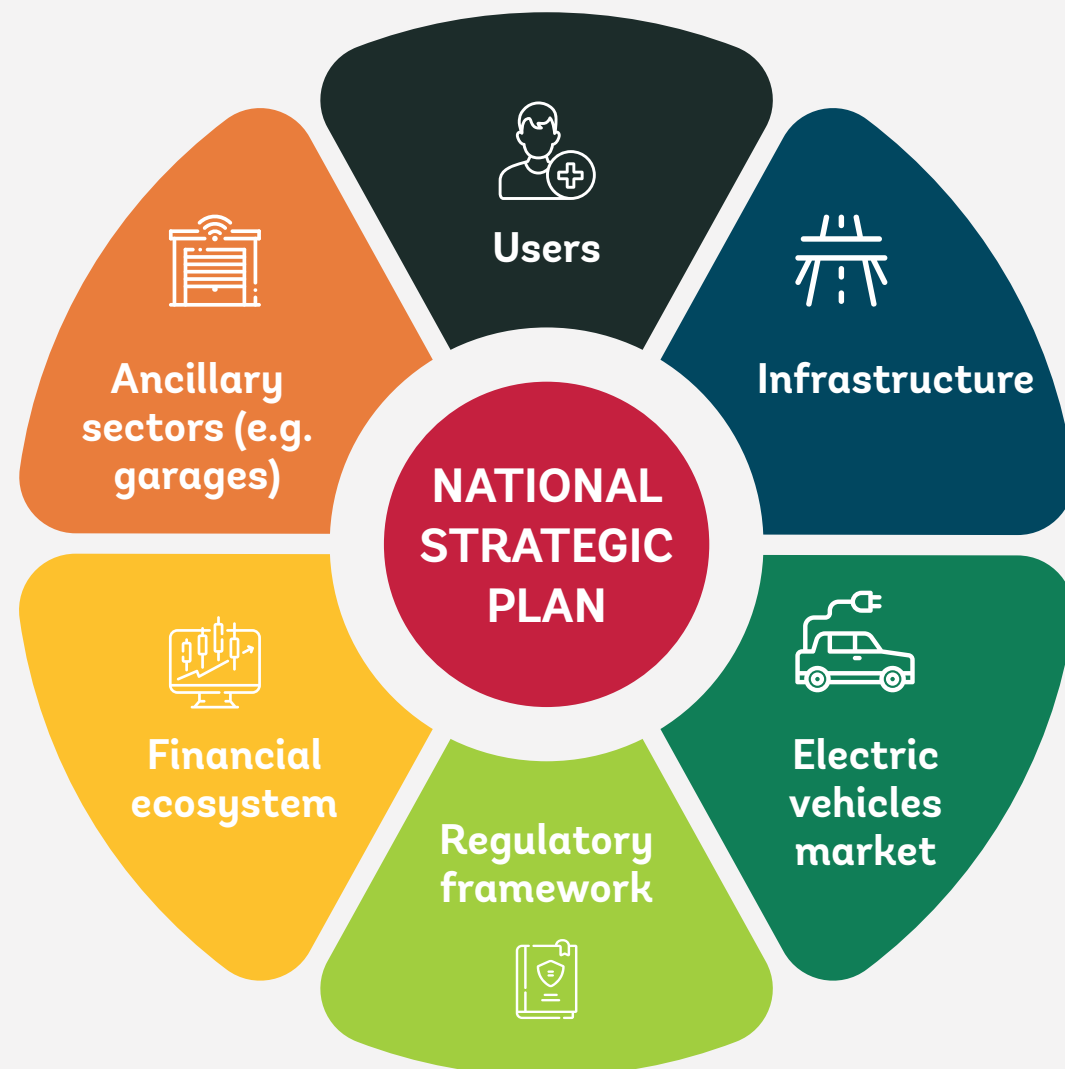 Users
Infrastructure
Ancillary
sectors (e.g.
garages)
NATIONAL
STRATEGIC
PLAN
Electric
vehicles
market
Financial
ecosystem
Regulatory
framework